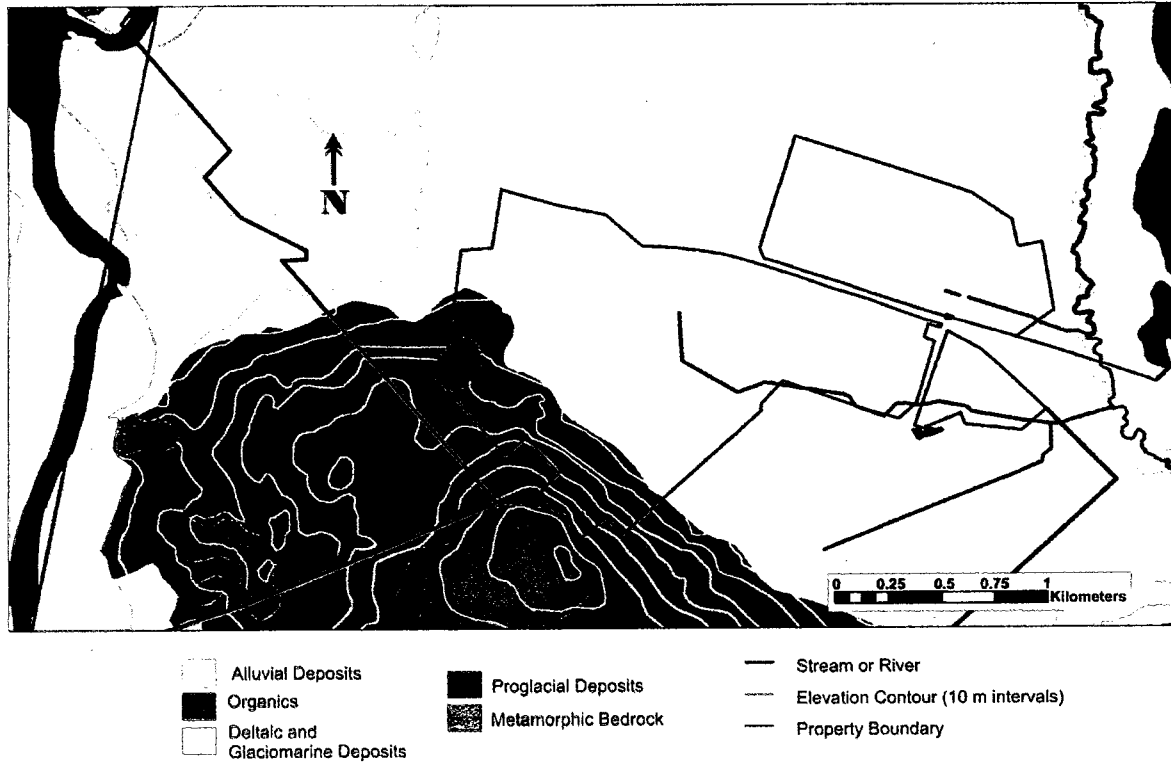 N
0 0.25 0.5 0.75 1
Kilometers
Alluvial Deposits
Organics
Deltaic and
Glaciomarine Deposits
Proglacial Deposits
Metamorphic Bedrock
Stream or River
Elevation Contour (10 m intervals)
Property Boundary